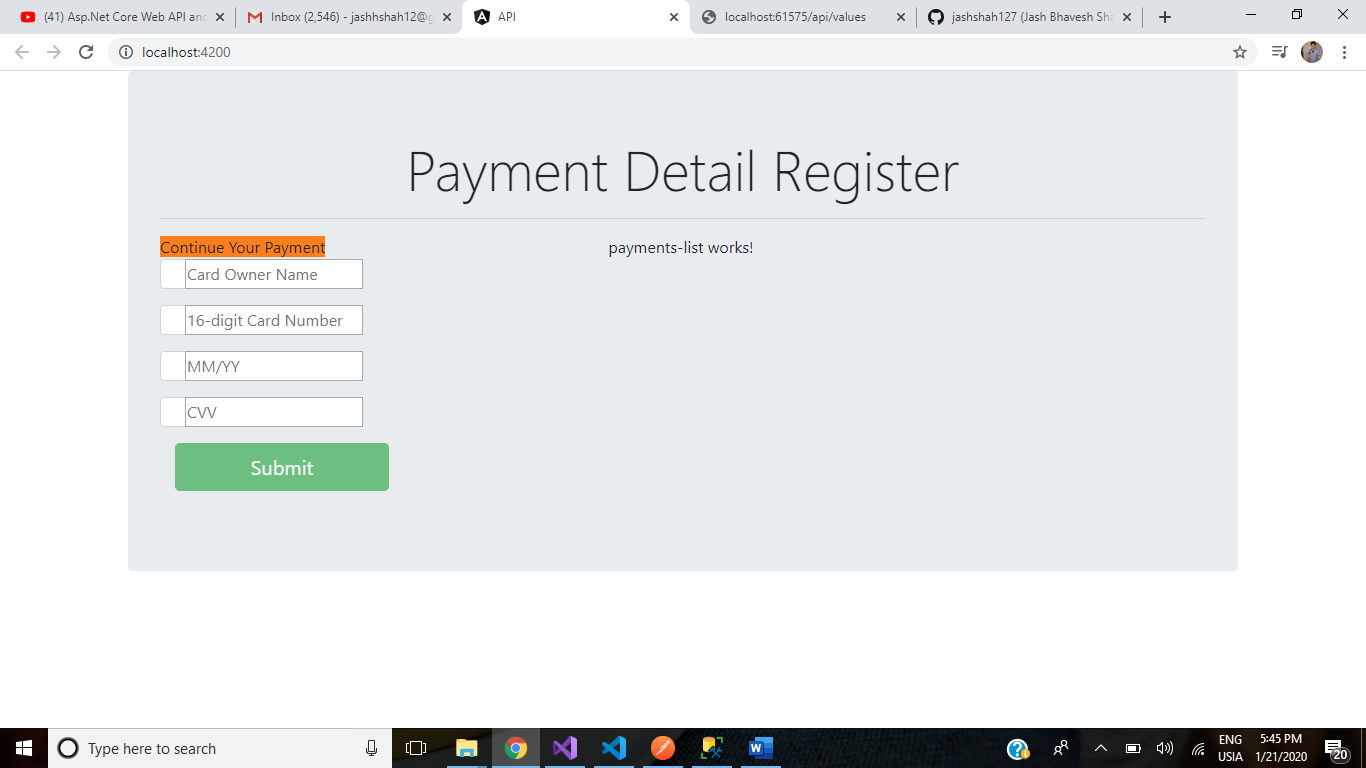 (41) Asp.Net Core Web API and
Inbox (2,546) - jashhshah12@g
API
localhost:61575/api/values
jashshah127 (Jash Bhavesh Sha
localhost:4200
Payment Detail Register
Continue Your Payment
payments-list works!
Card Owner Name
16-digit Card Number
MM/YY
CVV
Submit
Type here to search
ENG
USIA
5:45 PM
1/21/2020
20